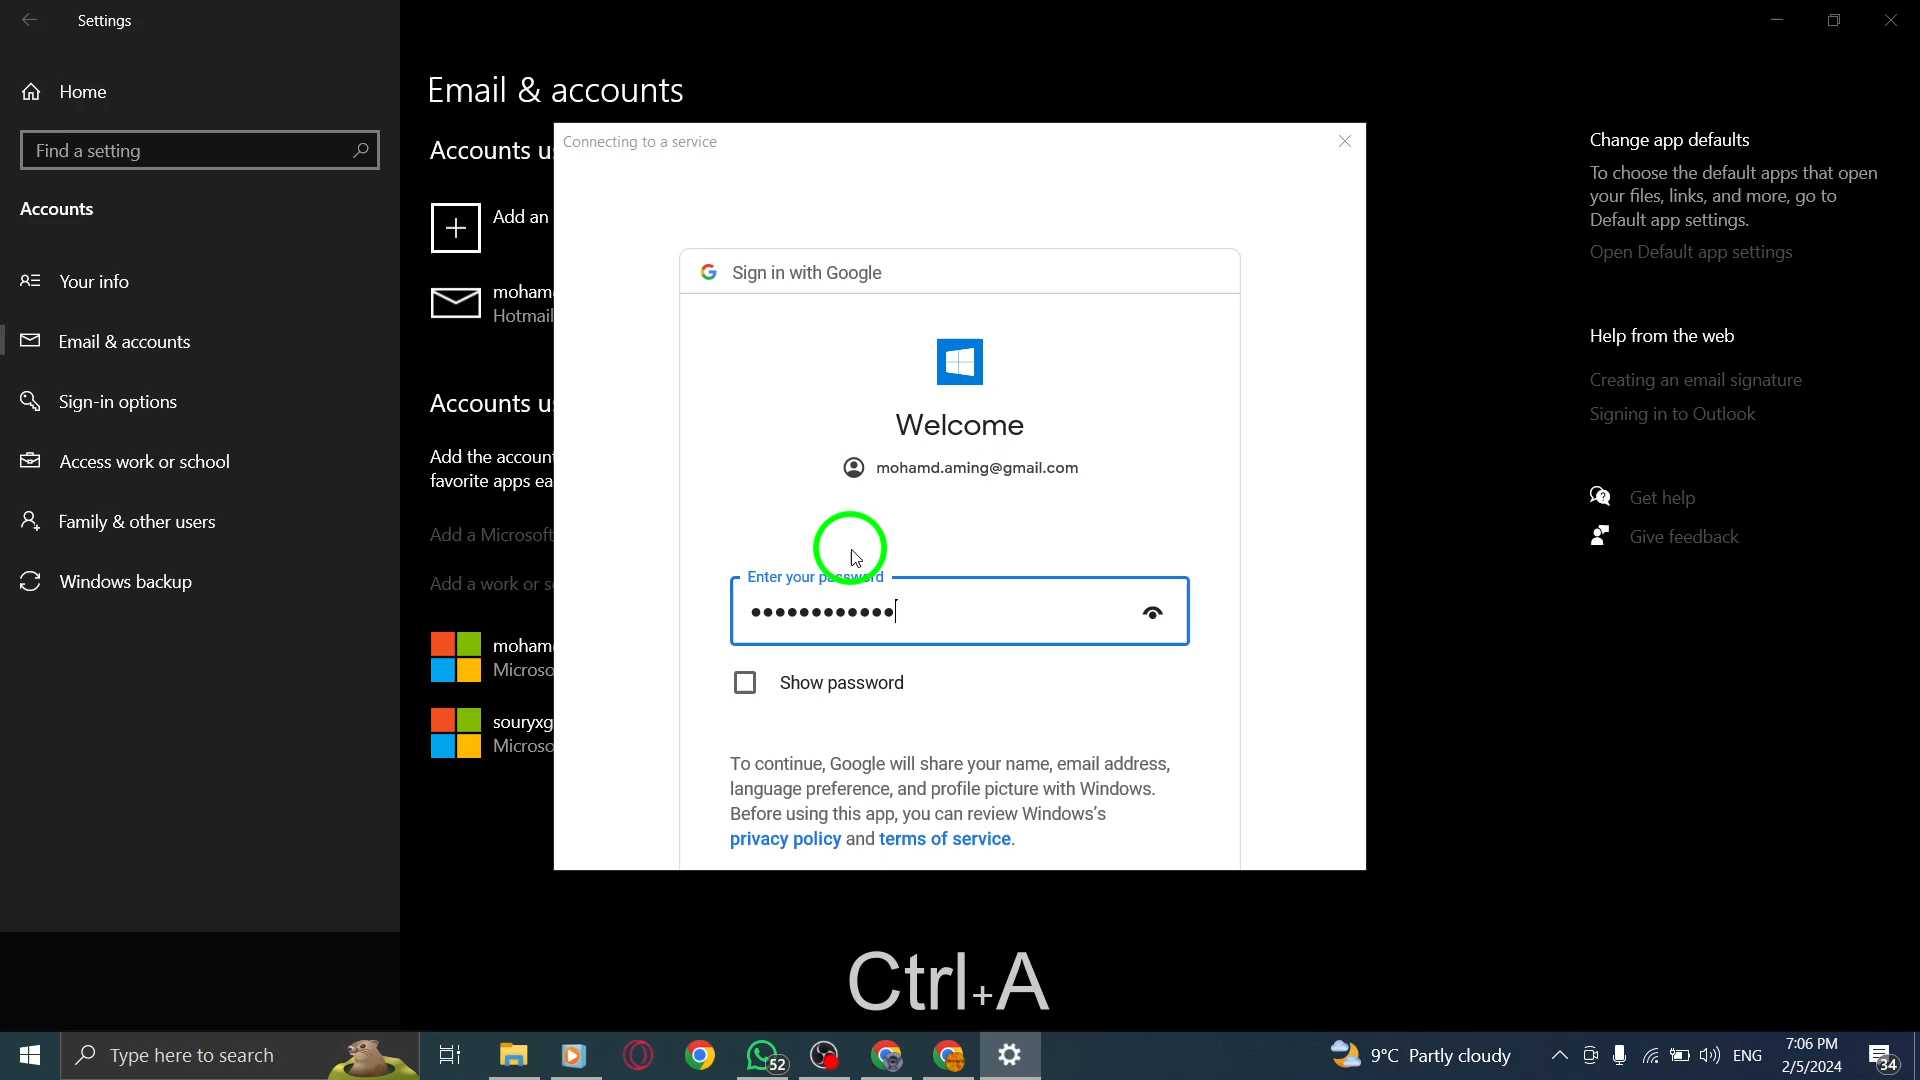 Settings
Home
Find a setting
Accounts
Your info
Email & accounts
Sign-in options
Access work or school
Family & other users
Windows backup
Email & accounts
Accounts us
Add an
moham
Hotmail
Accounts us
Add the account
favorite apps ea
Add a Microsoft
Add a work or s
moham
Microso
souryxg
Microso
Connecting to a service
Sign in with Google
Welcome
mohamd.aming@gmail.com
Enter your password
Show password
To continue, Google will share your name, email address,
language preference, and profile picture with Windows.
Before using this app, you can review Windows’s
privacy policy and terms of service.
Change app defaults
To choose the default apps that open
your files, links, and more, go to
Default app settings.
Open Default app settings
Help from the web
Creating an email signature
Signing in to Outlook
Get help
Give feedback
Ctrl+A
Type here to search
52
9°C Partly cloudy
ENG
7:06 PM
2/5/2024
34